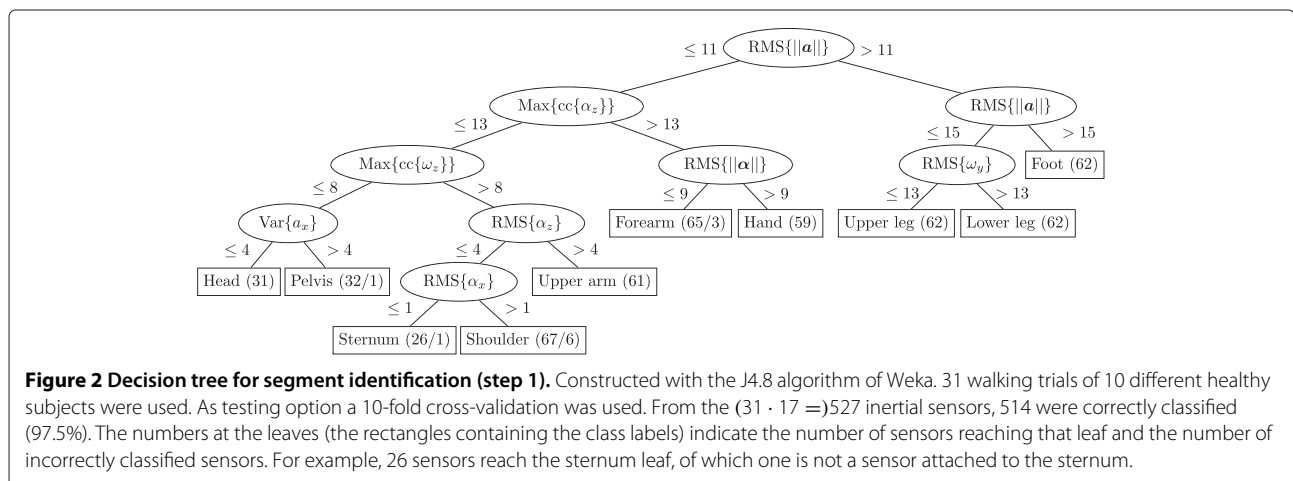 RMS{||a||}
≤ 11 > 11
Max{cc{α_z}} RMS{||a||}
≤ 13 > 13 ≤ 15 > 15
Max{cc{ω_z}} RMS{||α||} RMS{ω_y} Foot (62)
≤ 8 > 8 ≤ 9 > 9 ≤ 13 > 13
Var{a_x} RMS{α_z} Forearm (65/3) Hand (59) Upper leg (62) Lower leg (62)
≤ 4 > 4 ≤ 4 > 4
Head (31) Pelvis (32/1) RMS{α_x} Upper arm (61)
≤ 1 > 1
Sternum (26/1) Shoulder (67/6)
Figure 2 Decision tree for segment identification (step 1). Constructed with the J4.8 algorithm of Weka. 31 walking trials of 10 different healthy
subjects were used. As testing option a 10-fold cross-validation was used. From the (31 · 17 =)527 inertial sensors, 514 were correctly classified
(97.5%). The numbers at the leaves (the rectangles containing the class labels) indicate the number of sensors reaching that leaf and the number of
incorrectly classified sensors. For example, 26 sensors reach the sternum leaf, of which one is not a sensor attached to the sternum.